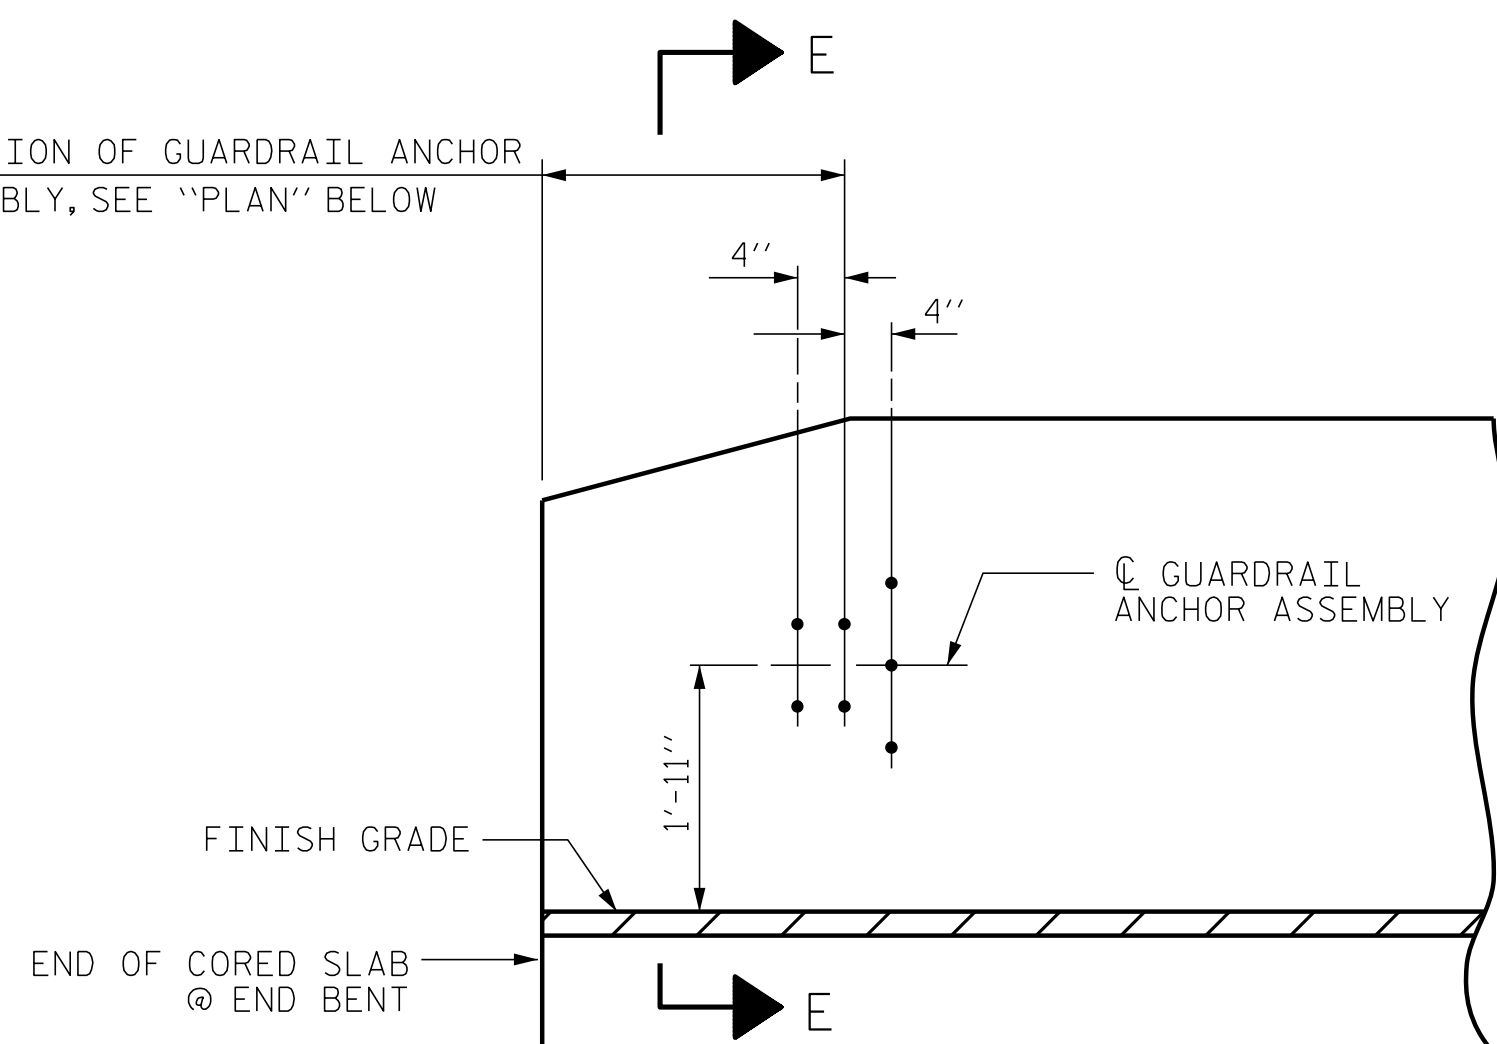 E
ION OF GUARDRAIL ANCHOR
BLY, SEE ‶PLAN″ BELOW
4″
4″
℄ GUARDRAIL
ANCHOR ASSEMBLY
1′-11″
FINISH GRADE
END OF CORED SLAB
@ END BENT
E